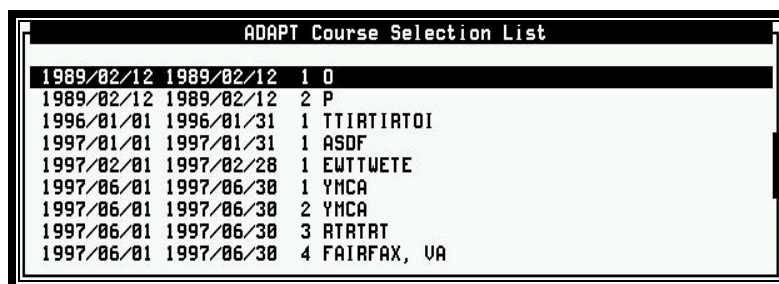 ADAPT Course Selection List
1989/02/12 1989/02/12 1 O
1989/02/12 1989/02/12 2 P
1996/01/01 1996/01/31 1 TTIRTIRTOI
1997/01/01 1997/01/31 1 ASDF
1997/02/01 1997/02/28 1 EWTTWETE
1997/06/01 1997/06/30 1 YMCA
1997/06/01 1997/06/30 2 YMCA
1997/06/01 1997/06/30 3 RTRTRT
1997/06/01 1997/06/30 4 FAIRFAX, VA